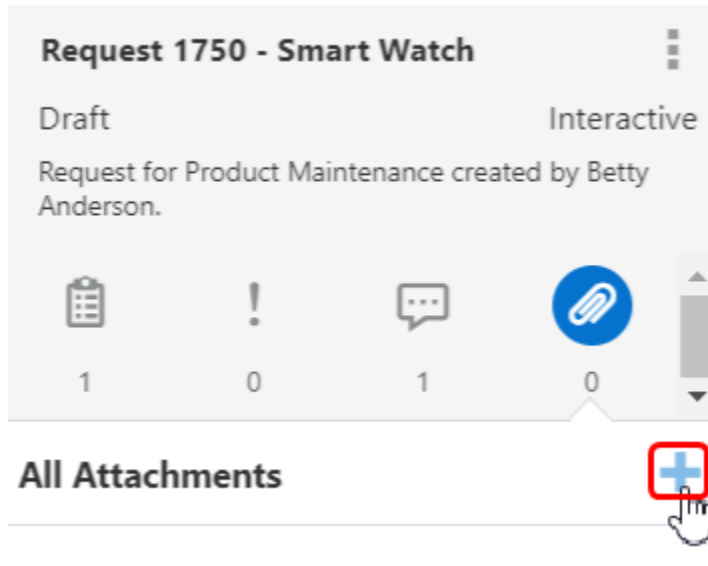 Request 1750 - Smart Watch
Draft Interactive
Request for Product Maintenance created by Betty
Anderson.
1 0 1 0
All Attachments